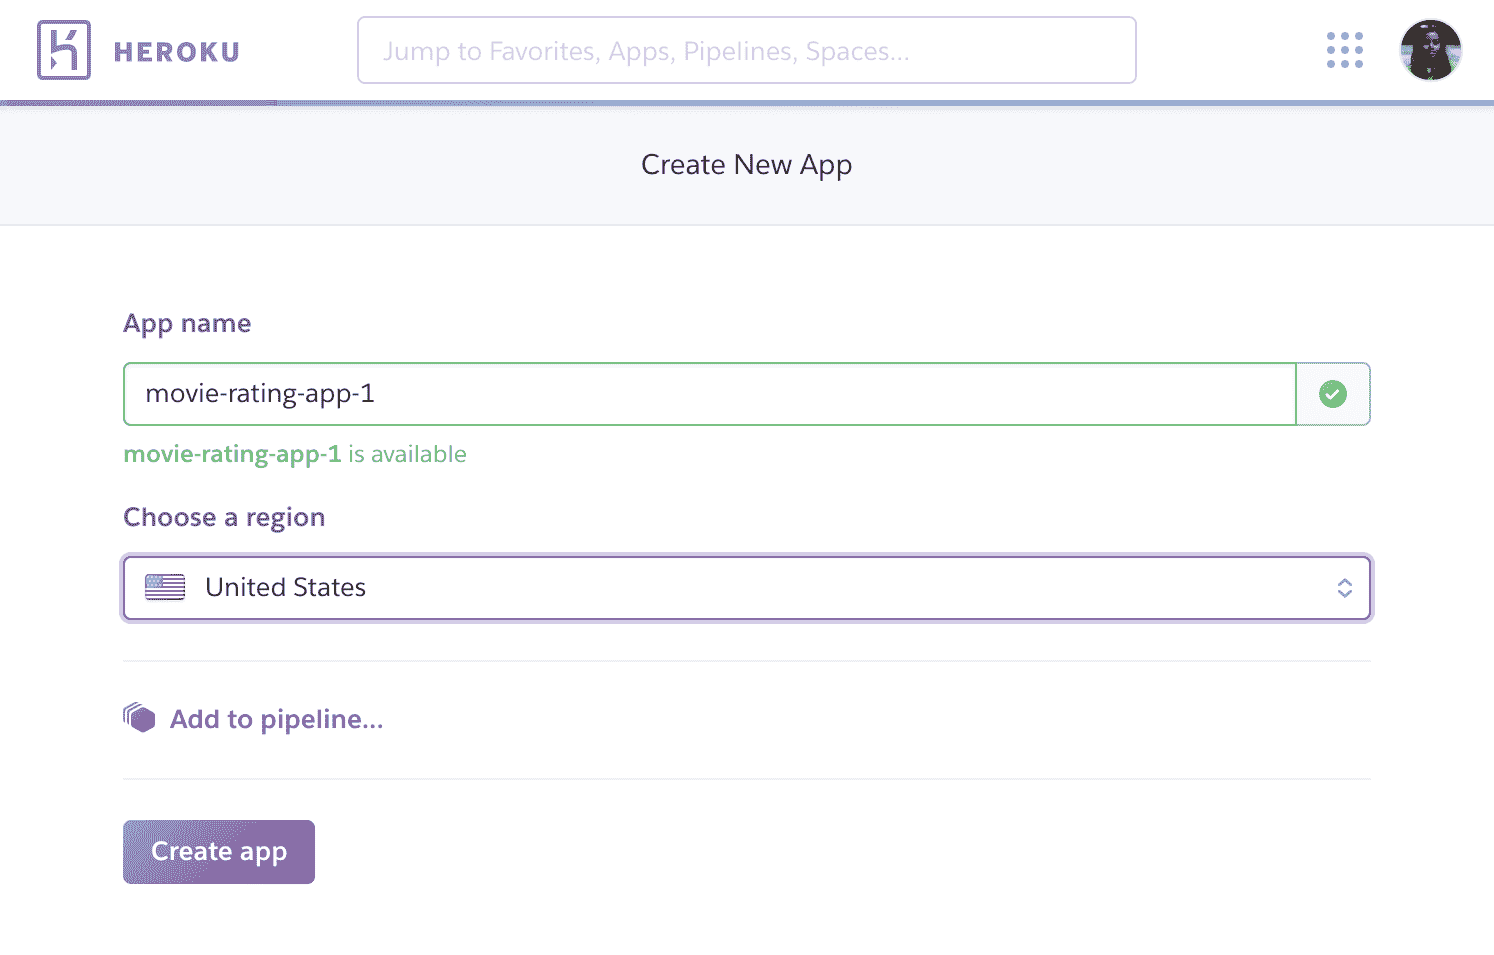 HEROKU
Jump to Favorites, Apps, Pipelines, Spaces...
Create New App
App name
movie-rating-app-1
movie-rating-app-1 is available
Choose a region
United States
Add to pipeline...
Create app